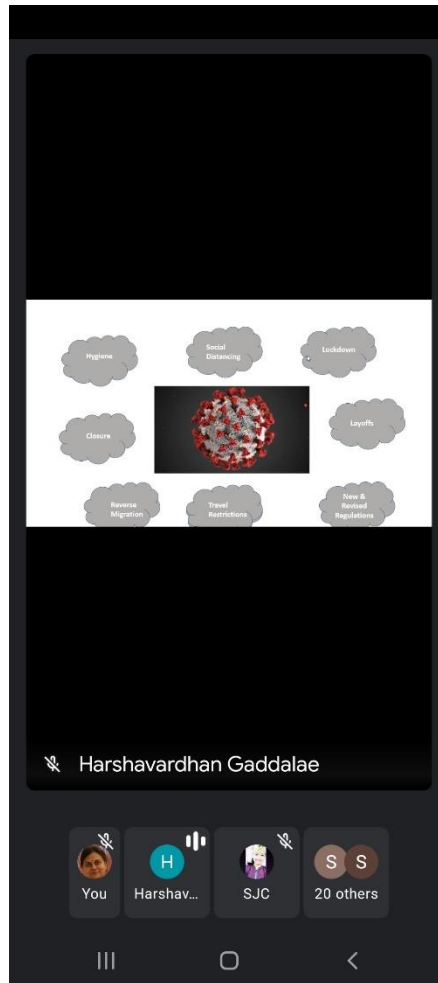 Hygiene
Social
Distancing
Lockdown
Closure
Layoffs
Reverse
Migration
Travel
Restrictions
New &
Revised
Regulations
Harshavardhan Gaddalae
H
S S
You
Harshav...
SJC
20 others